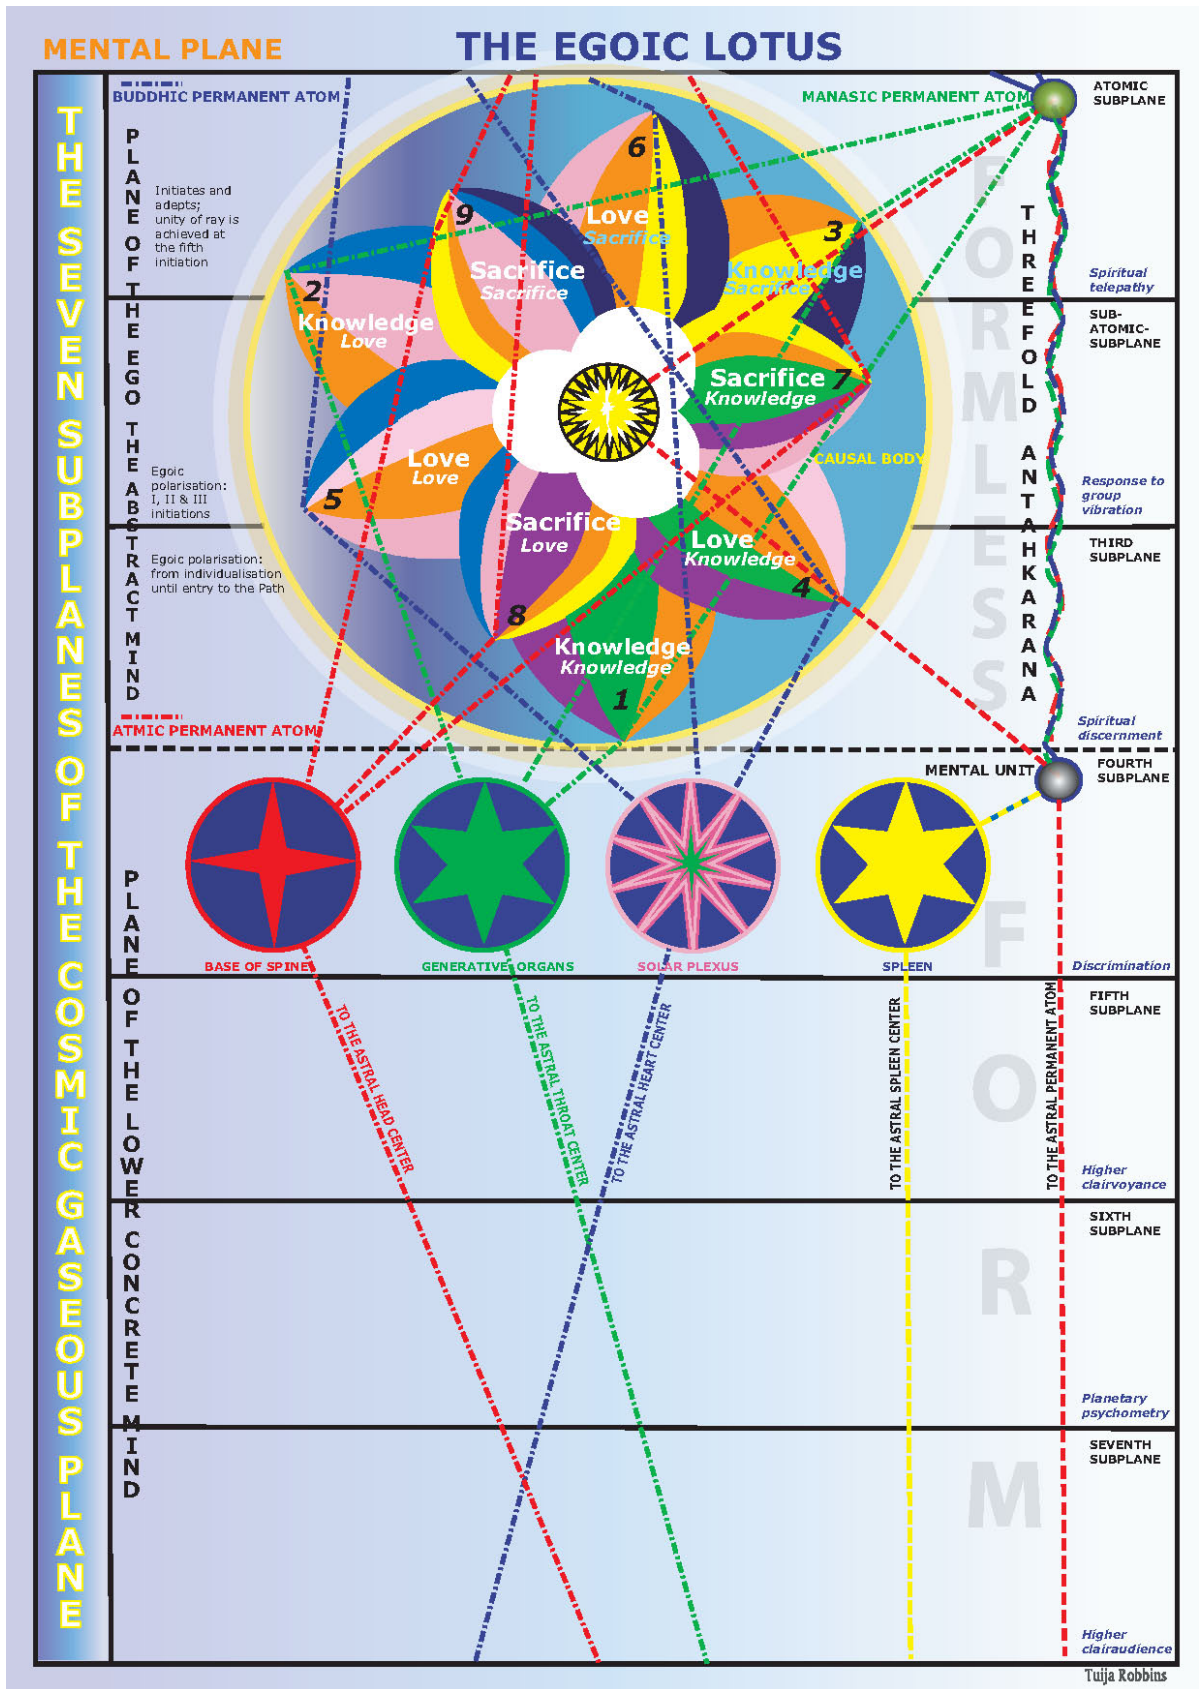 MENTAL PLANE
THE EGOIC LOTUS
THE SEVEN SUBPLANES OF THE COSMIC GASEOUS PLANE
BUDDHIC PERMANENT ATOM
MANASIC PERMANENT ATOM
ATOMIC
SUBPLANE
PLANE OF THE EGO THE ABSTRACT MIND
Initiates and
adepts;
unity of ray is
achieved at
the fifth
initiation
6
Love
Sacrifice
9
Sacrifice
Sacrifice
3
Knowledge
Sacrifice
2
Knowledge
Love
Sacrifice
Knowledge
7
Love
Love
5
Sacrifice
Love
8
Love
Knowledge
4
Knowledge
Knowledge
1
CAUSAL BODY
FORMLESS
THREEFOLD ANTAHKARANA
Spiritual
telepathy
SUB-
ATOMIC-
SUBPLANE
Egoic
polarisation:
I, II & III
initiations
Response to
group
vibration
THIRD
SUBPLANE
Egoic polarisation:
from individualisation
until entry to the Path
ATMIC PERMANENT ATOM
Spiritual
discernment
MENTAL UNIT
FOURTH
SUBPLANE
PLANE OF THE LOWER CONCRETE MIND
FORM
BASE OF SPINE
GENERATIVE ORGANS
SOLAR PLEXUS
SPLEEN
Discrimination
TO THE ASTRAL HEAD CENTER
TO THE ASTRAL THROAT CENTER
TO THE ASTRAL HEART CENTER
TO THE ASTRAL SPLEEN CENTER
TO THE ASTRAL PERMANENT ATOM
FIFTH
SUBPLANE
Higher
clairvoyance
SIXTH
SUBPLANE
Planetary
psychometry
SEVENTH
SUBPLANE
Higher
clairaudience
Tuija Robbins